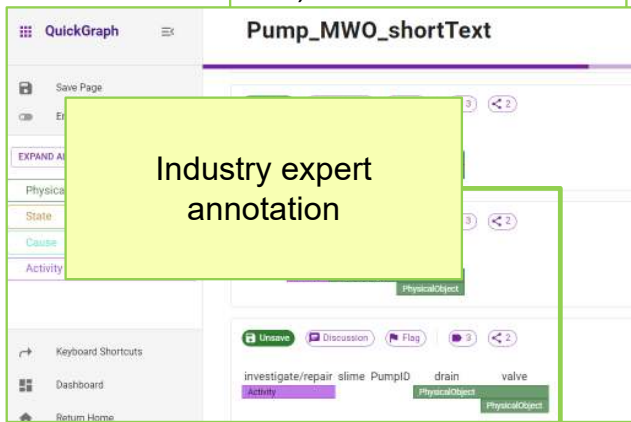 QuickGraph
Pump_MWO_shortText
Save Page
3 2
EXPAND
Industry expert
annotation
Physica
State
3 2
Cause
Activity
PhysicalObject
Unsave Discussion Flag 3 2
Keyboard Shortcuts
investigate/repair slime PumpID drain valve
Activity PhysicalObject
Dashboard
PhysicalObject
Return Home